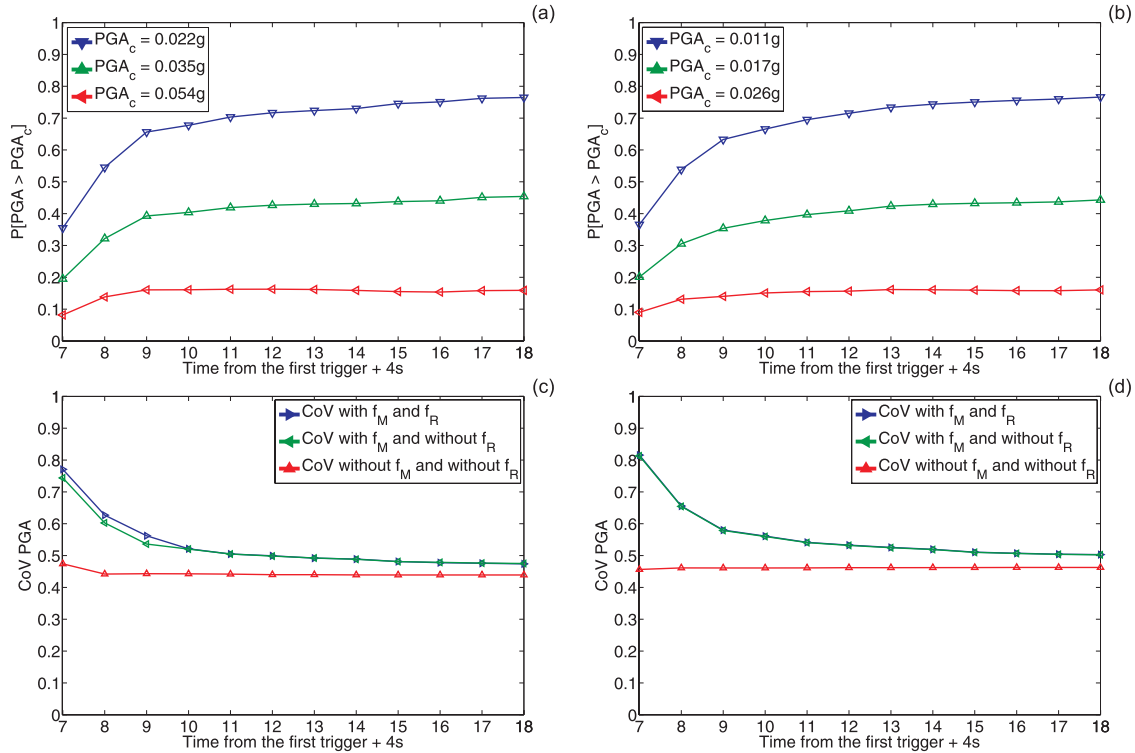 (a)
PGA_c = 0.022g
PGA_c = 0.035g
PGA_c = 0.054g
P[PGA > PGA_c]
1
0.9
0.8
0.7
0.6
0.5
0.4
0.3
0.2
0.1
0
7 8 9 10 11 12 13 14 15 16 17 18
Time from the first trigger + 4s
(b)
PGA_c = 0.011g
PGA_c = 0.017g
PGA_c = 0.026g
P[PGA > PGA_c]
1
0.9
0.8
0.7
0.6
0.5
0.4
0.3
0.2
0.1
0
7 8 9 10 11 12 13 14 15 16 17 18
Time from the first trigger + 4s
(c)
CoV with f_M and f_R
CoV with f_M and without f_R
CoV without f_M and without f_R
CoV PGA
1
0.9
0.8
0.7
0.6
0.5
0.4
0.3
0.2
0.1
0
7 8 9 10 11 12 13 14 15 16 17 18
Time from the first trigger + 4s
(d)
CoV with f_M and f_R
CoV with f_M and without f_R
CoV without f_M and without f_R
CoV PGA
1
0.9
0.8
0.7
0.6
0.5
0.4
0.3
0.2
0.1
0
7 8 9 10 11 12 13 14 15 16 17 18
Time from the first trigger + 4s